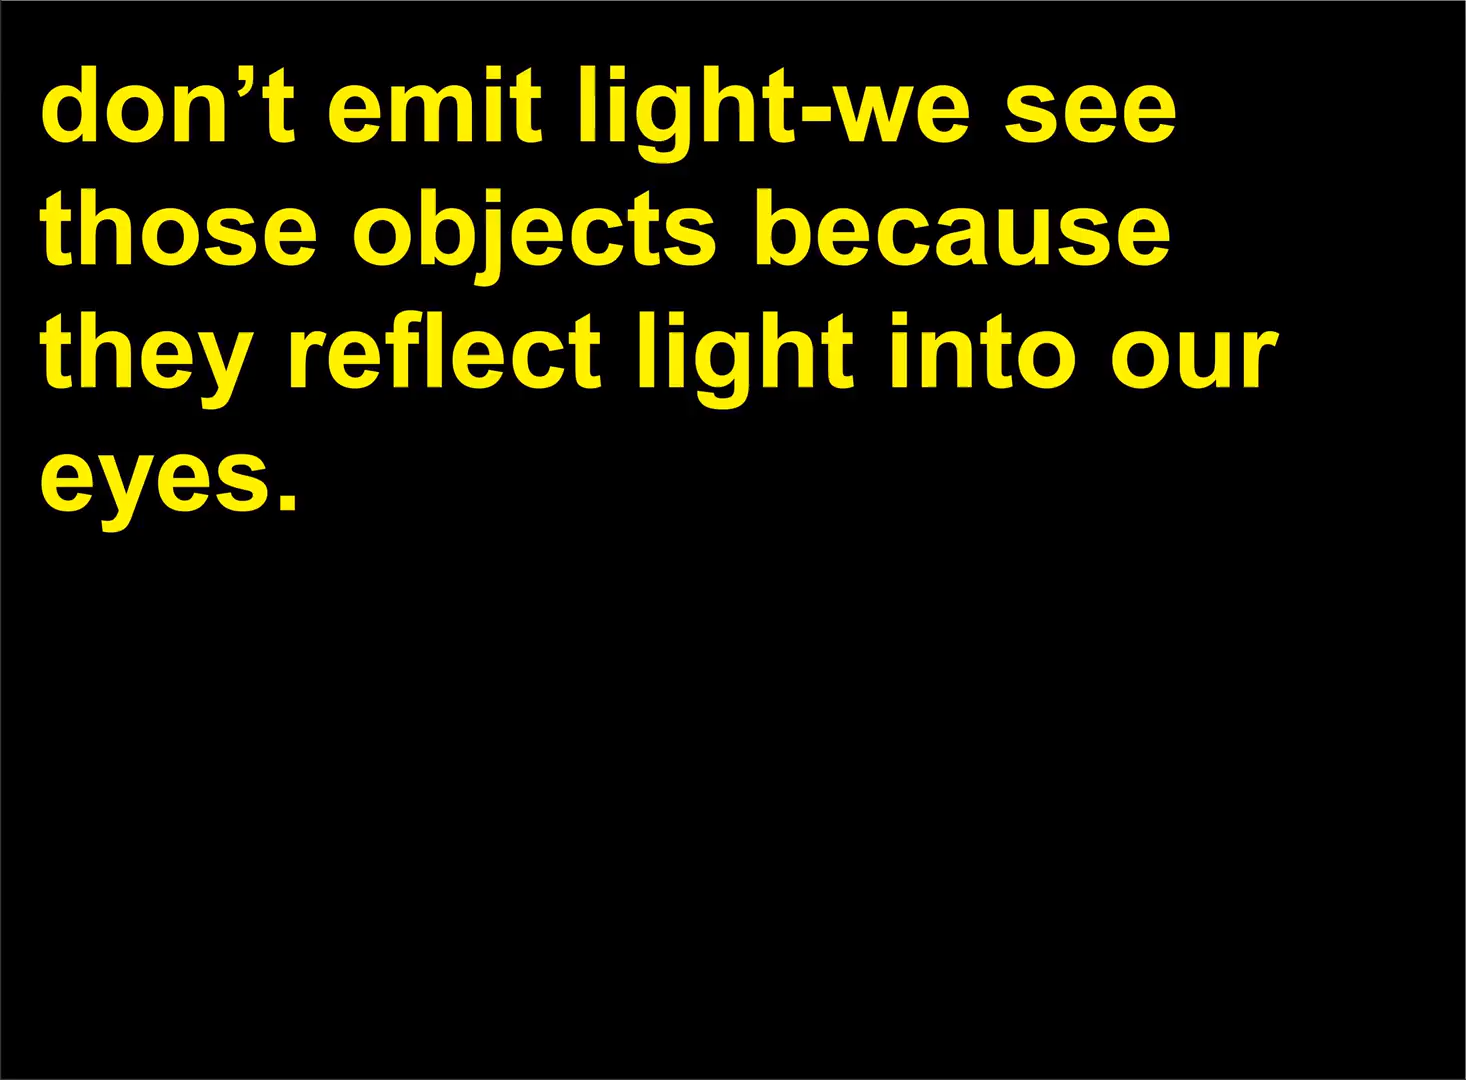 don’t emit light-we see
those objects because
they reflect light into our
eyes.